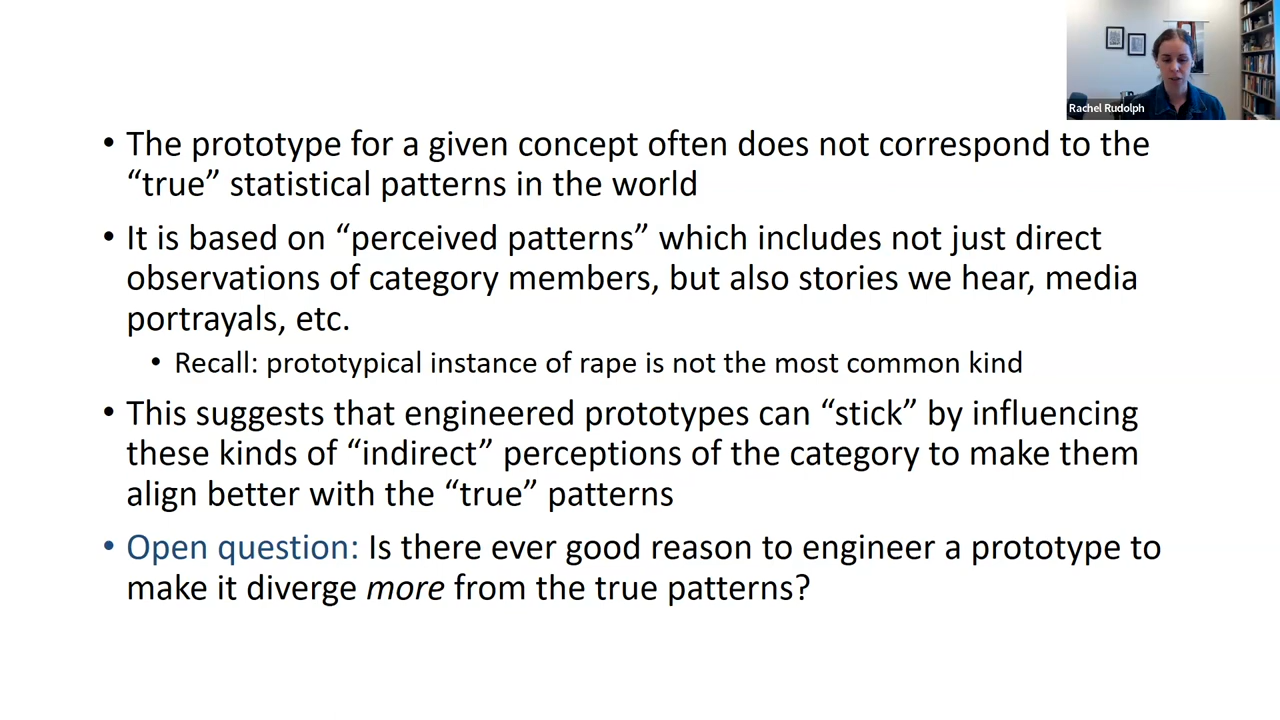 Rachel Rudolph
• The prototype for a given concept often does not correspond to the
“true” statistical patterns in the world
• It is based on “perceived patterns” which includes not just direct
observations of category members, but also stories we hear, media
portrayals, etc.
• Recall: prototypical instance of rape is not the most common kind
• This suggests that engineered prototypes can “stick” by influencing
these kinds of “indirect” perceptions of the category to make them
align better with the “true” patterns
• Open question: Is there ever good reason to engineer a prototype to
make it diverge more from the true patterns?